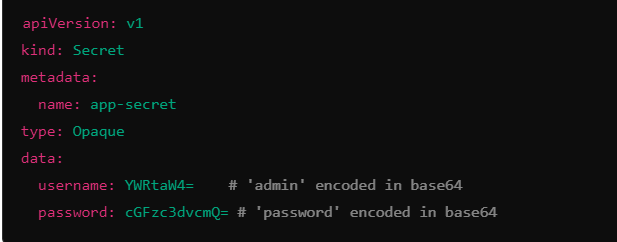 apiVersion: v1
kind: Secret
metadata:
  name: app-secret
type: Opaque
data:
  username: YWRtaW4=    # 'admin' encoded in base64
  password: cGFzc3dvcmQ= # 'password' encoded in base64